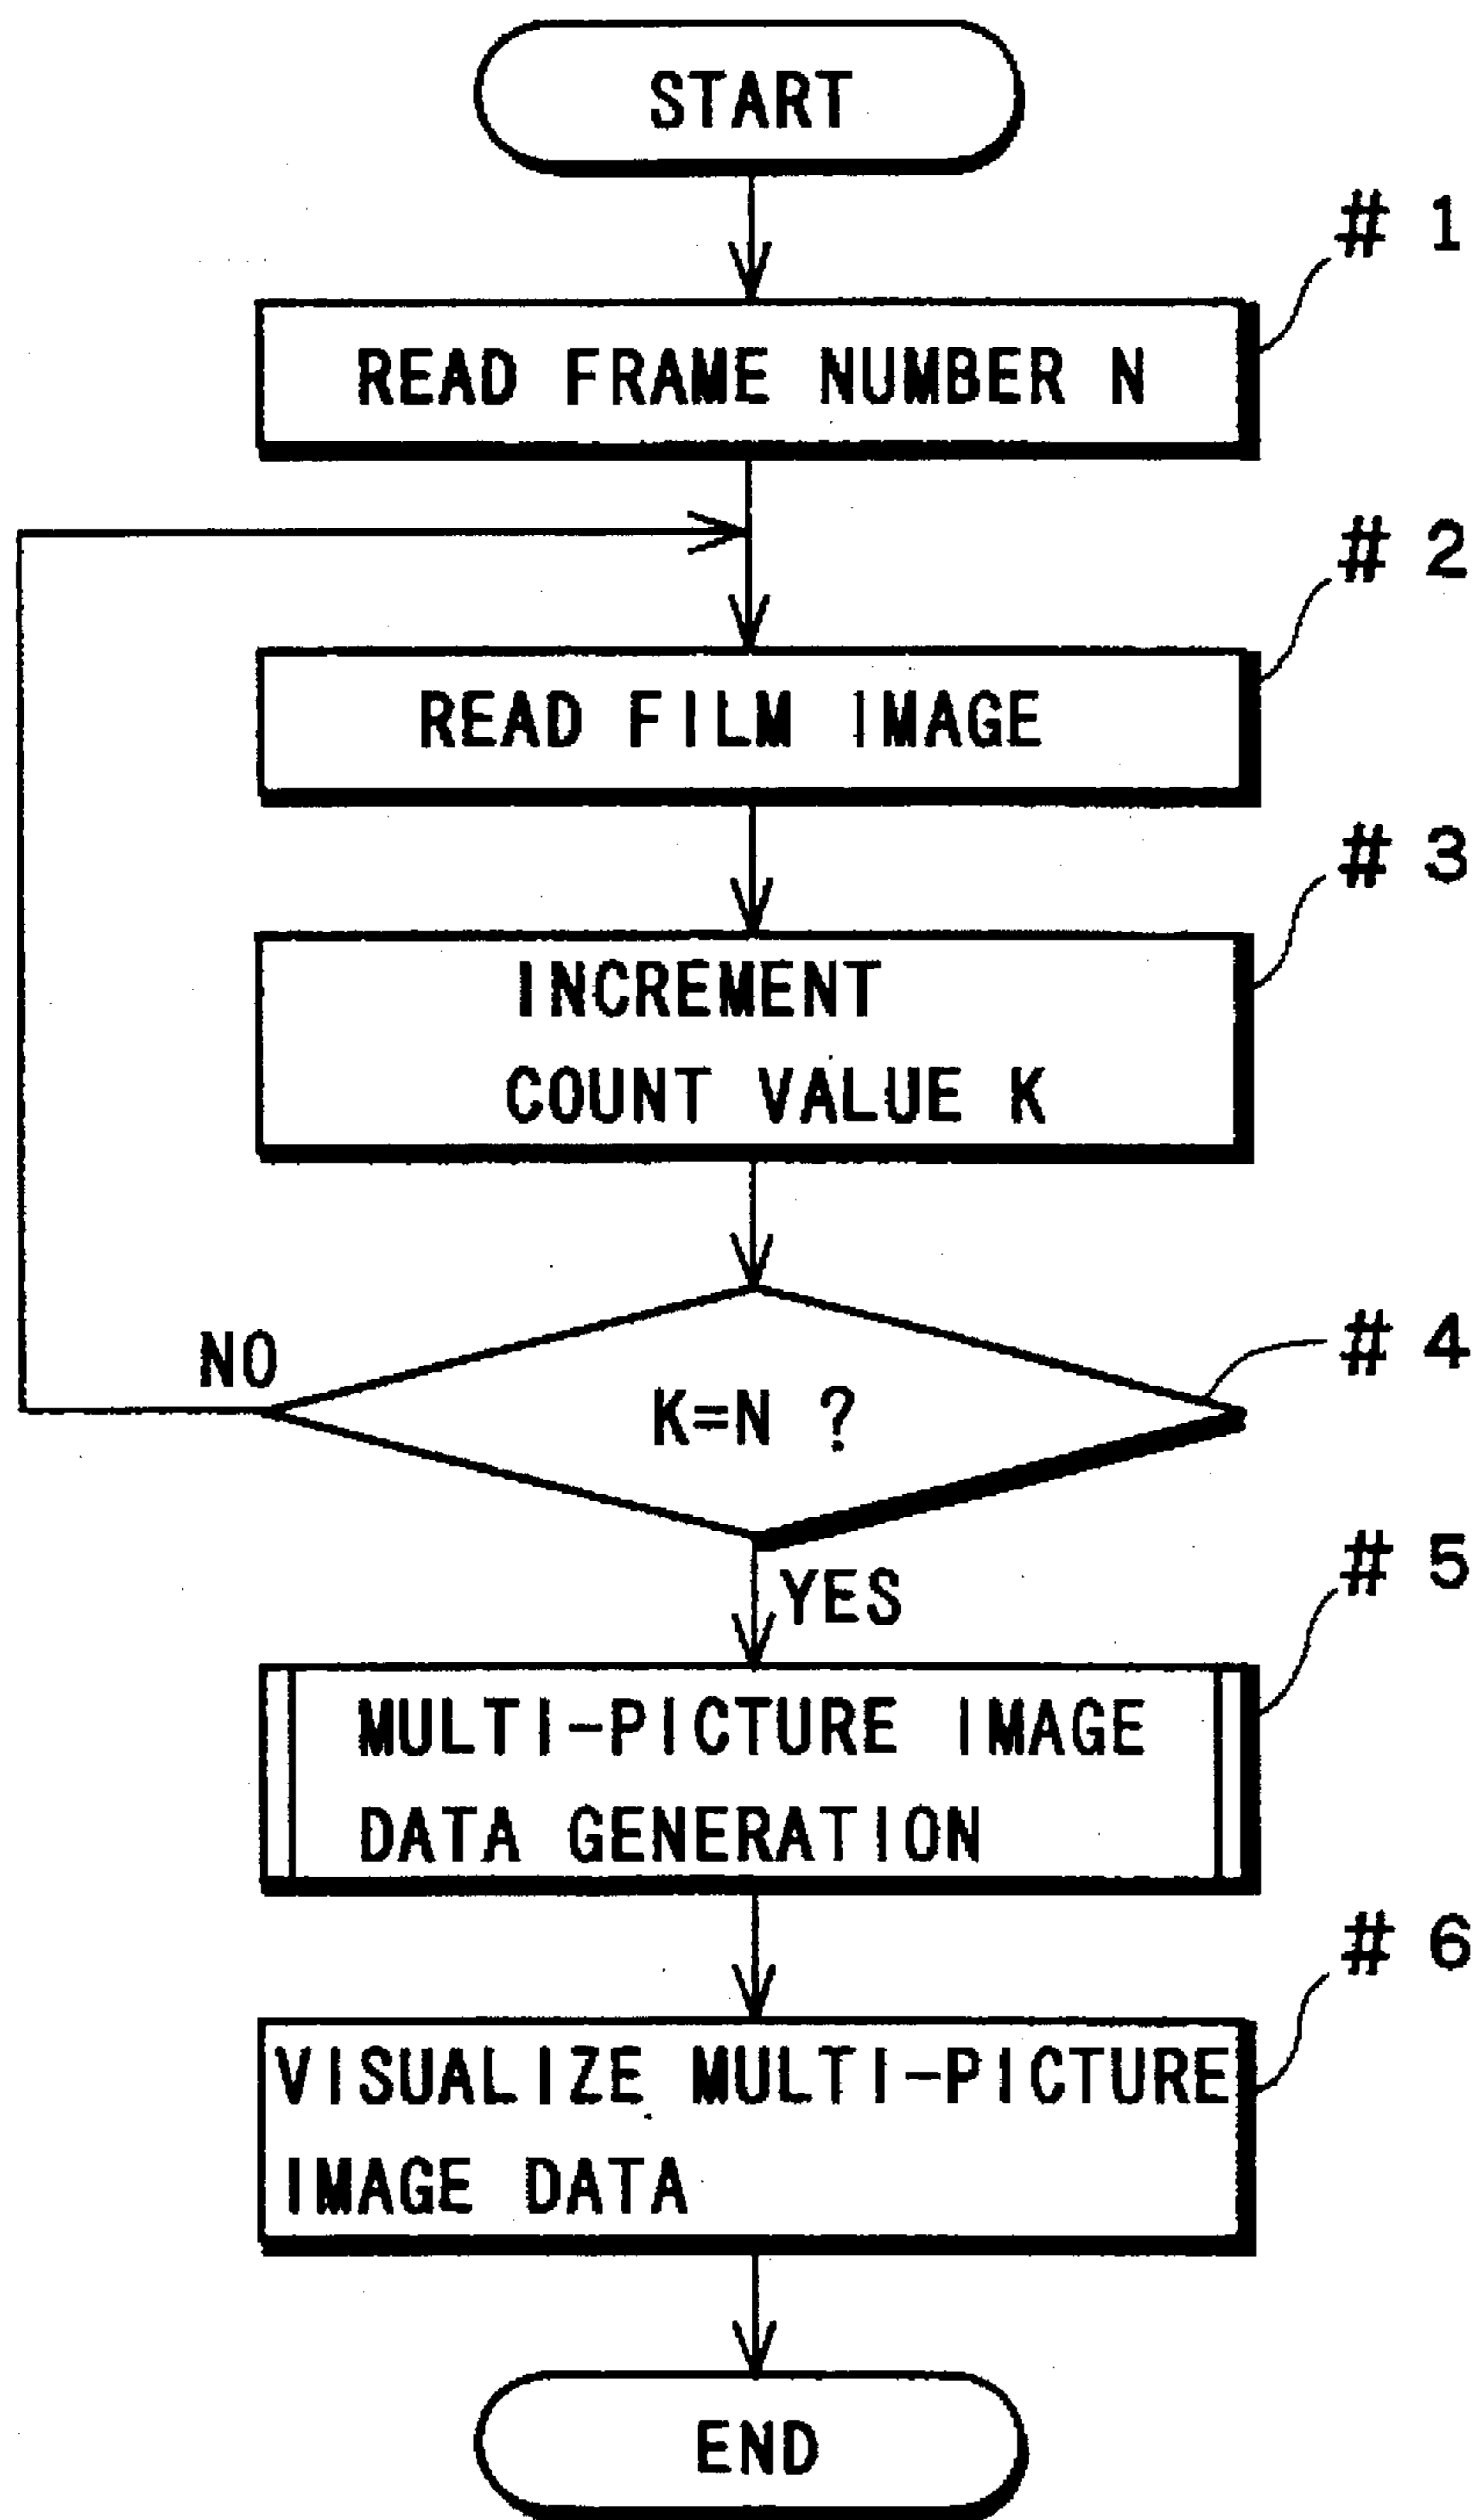 START
# 1
READ FRAME NUMBER N
# 2
READ FILM IMAGE
# 3
INCREMENT
COUNT VALUE K
# 4
NO
K=N ?
YES
# 5
MULTI-PICTURE IMAGE
DATA GENERATION
# 6
VISUALIZE MULTI-PICTURE
IMAGE DATA
END